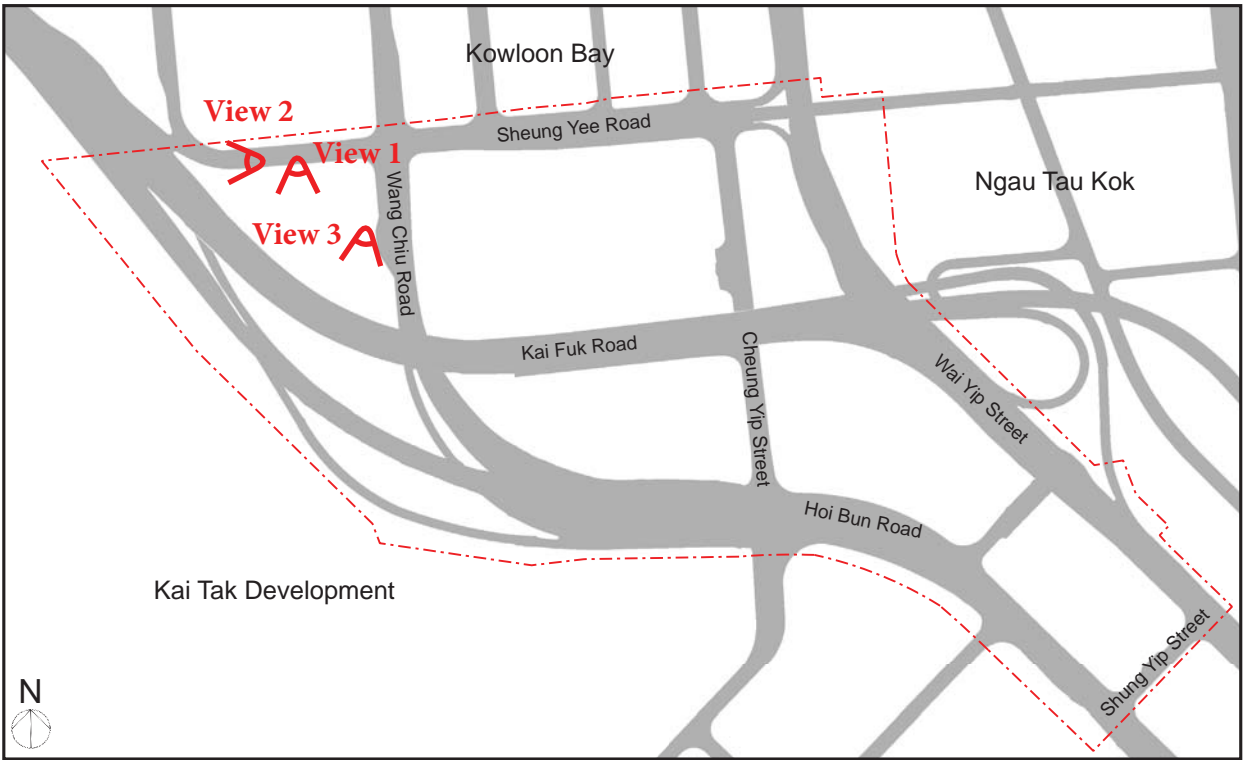 Kowloon Bay
View 2
Sheung Yee Road
View 1
Ngau Tau Kok
Wang Chiu Road
View 3
Kai Fuk Road
Cheung Yip Street
Wai Yip Street
Hoi Bun Road
Kai Tak Development
Shung Yip Street
N